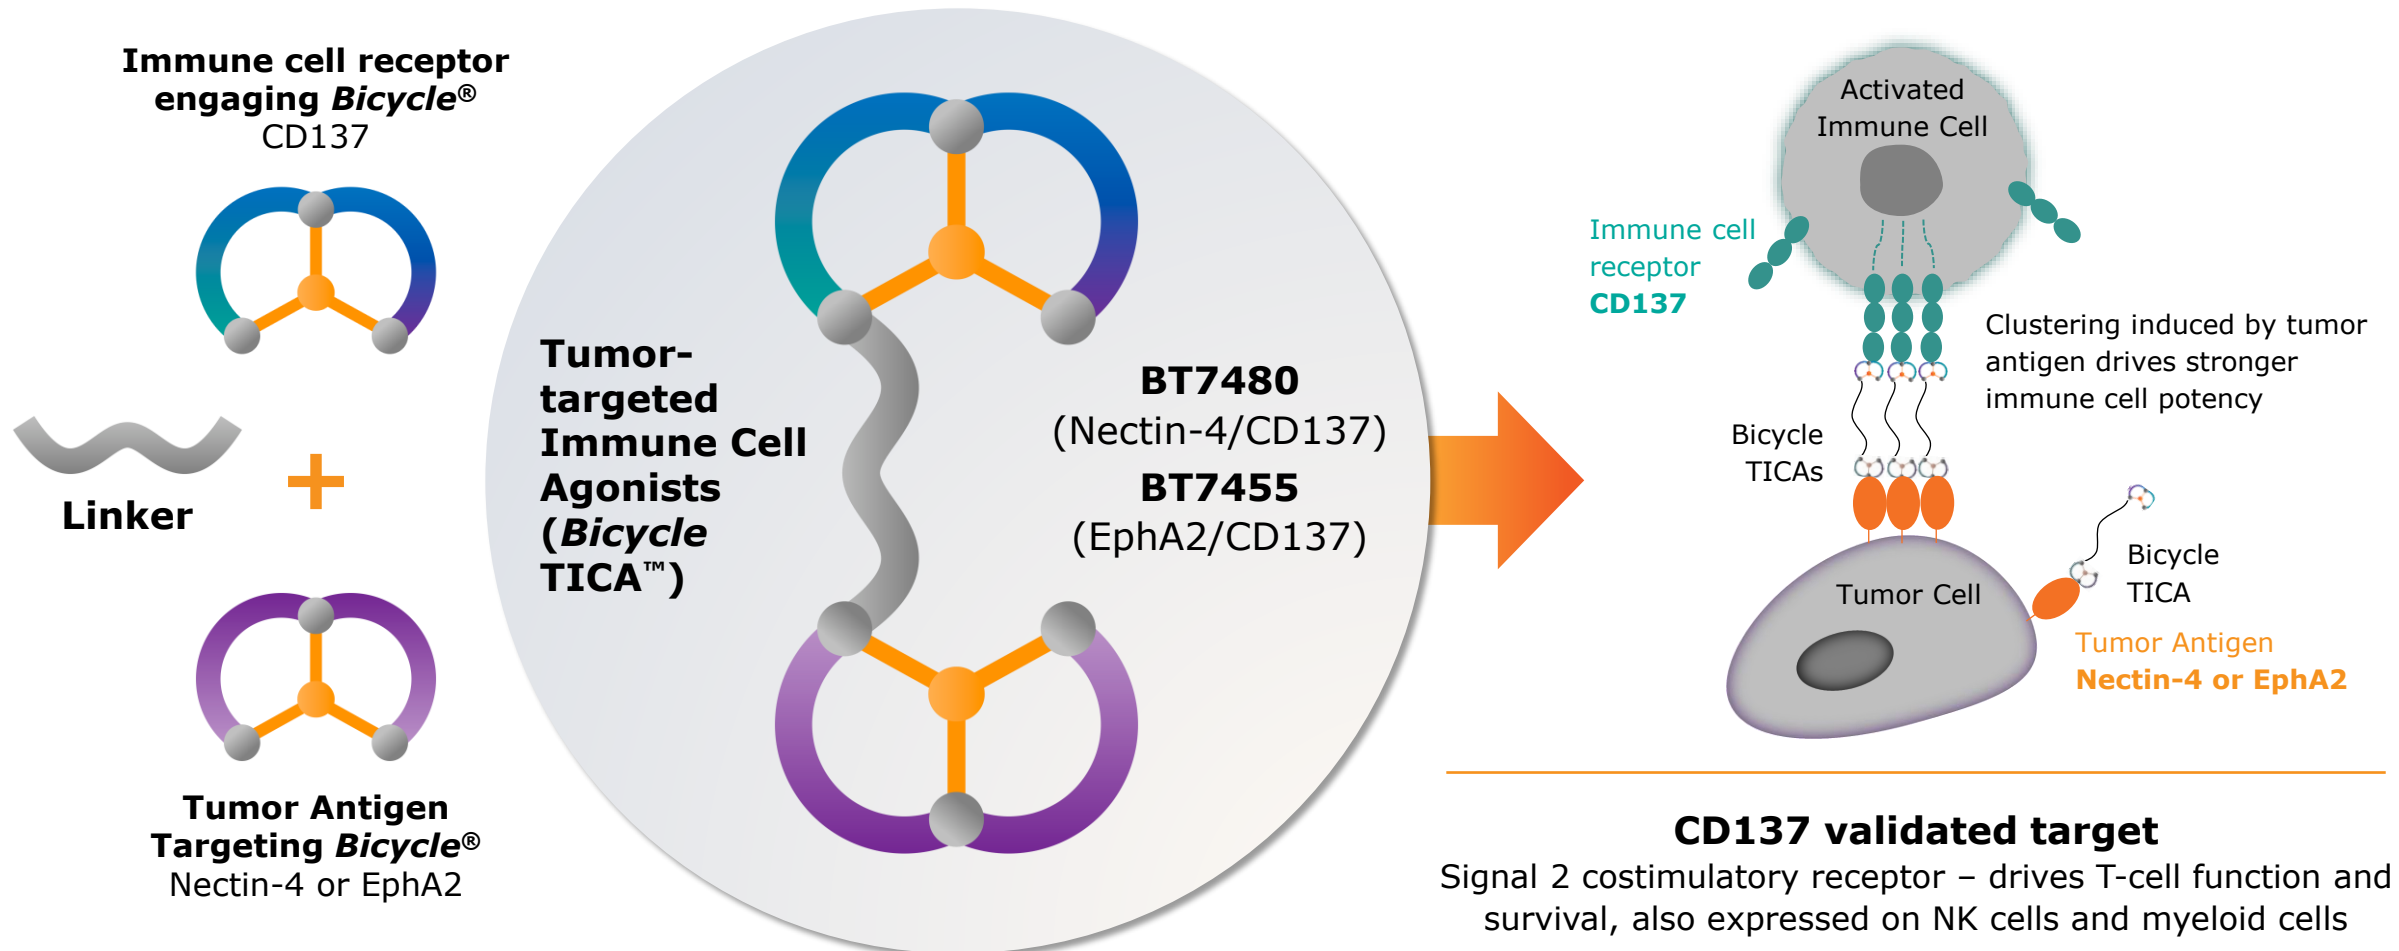 Immune cell receptor
engaging Bicycle®
CD137
Linker
+
Tumor Antigen
Targeting Bicycle®
Nectin-4 or EphA2
Tumor-
targeted
Immune Cell
Agonists
(Bicycle
TICA™)
BT7480
(Nectin-4/CD137)
BT7455
(EphA2/CD137)
Activated
Immune Cell
Immune cell
receptor
CD137
Clustering induced by tumor
antigen drives stronger
immune cell potency
Bicycle
TICAs
Bicycle
TICA
Tumor Cell
Tumor Antigen
Nectin-4 or EphA2
CD137 validated target
Signal 2 costimulatory receptor – drives T-cell function and
survival, also expressed on NK cells and myeloid cells